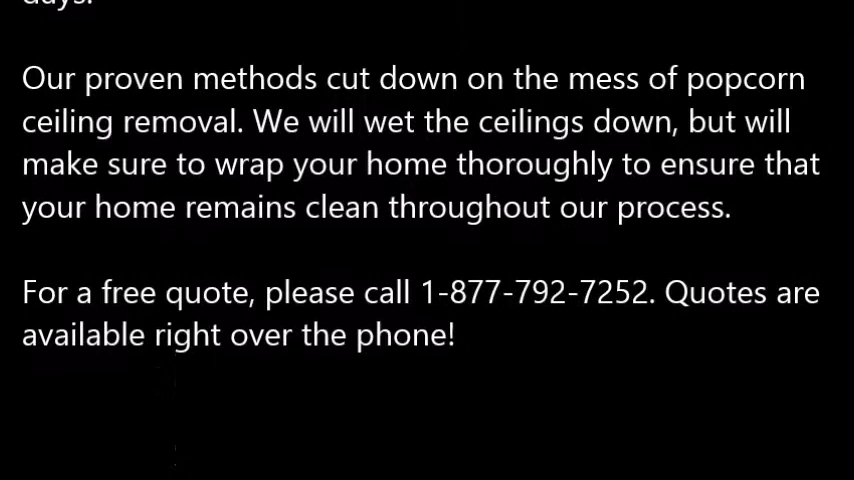 days.
Our proven methods cut down on the mess of popcorn
ceiling removal. We will wet the ceilings down, but will
make sure to wrap your home thoroughly to ensure that
your home remains clean throughout our process.
For a free quote, please call 1-877-792-7252. Quotes are
available right over the phone!